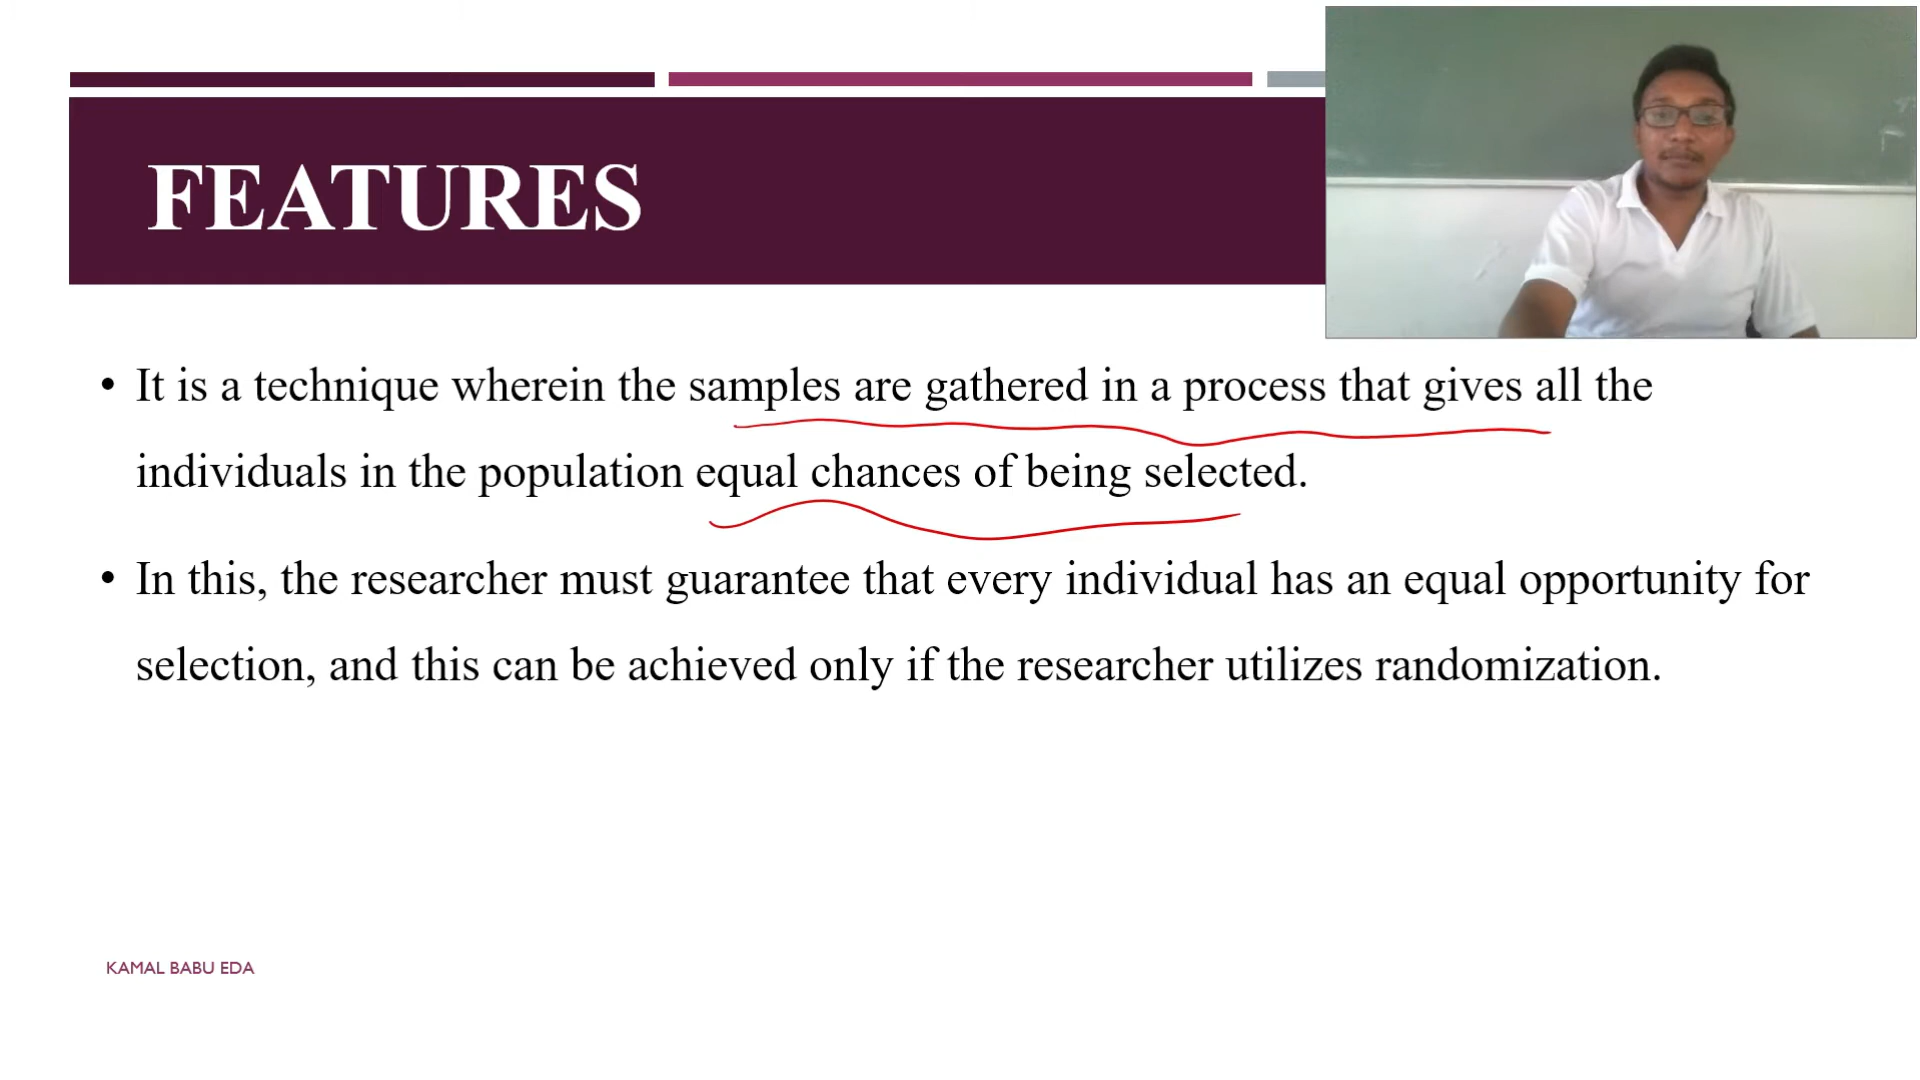 FEATURES
• It is a technique wherein the samples are gathered in a process that gives all the
individuals in the population equal chances of being selected.
• In this, the researcher must guarantee that every individual has an equal opportunity for
selection, and this can be achieved only if the researcher utilizes randomization.
KAMAL BABU EDA